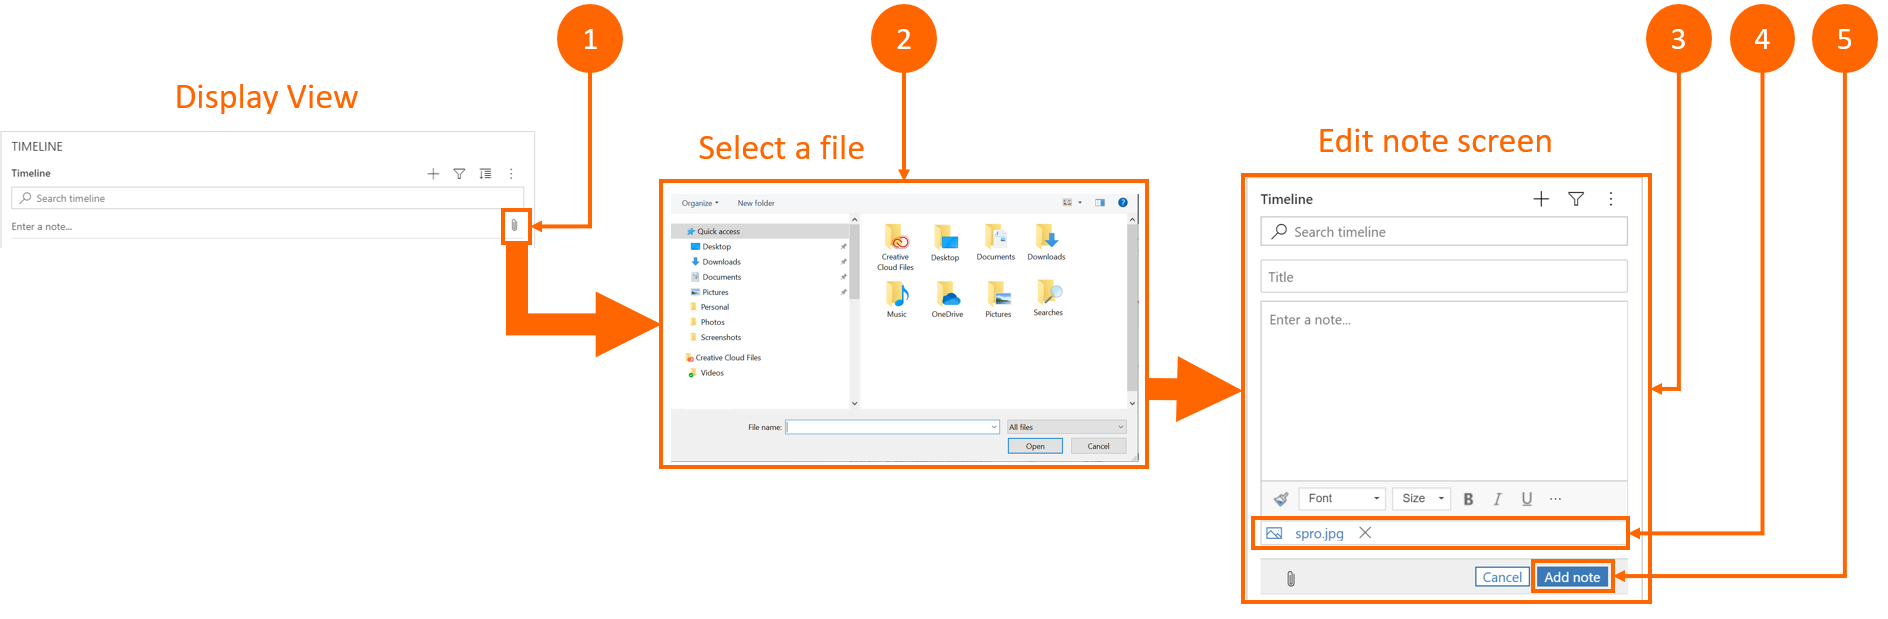 1
2
3
4
5
Display View
TIMELINE
Timeline
Search timeline
Enter a note...
Select a file
Organize
New folder
?
Quick access
Desktop
Downloads
Documents
Pictures
Personal
Photos
Screenshots
Creative Cloud Files
Videos
Creative
Cloud Files
Desktop
Documents
Downloads
Music
OneDrive
Pictures
Searches
File name:
All files
Open
Cancel
Edit note screen
Timeline
Search timeline
Title
Enter a note...
Font
Size
B
I
U
spro.jpg
Cancel
Add note